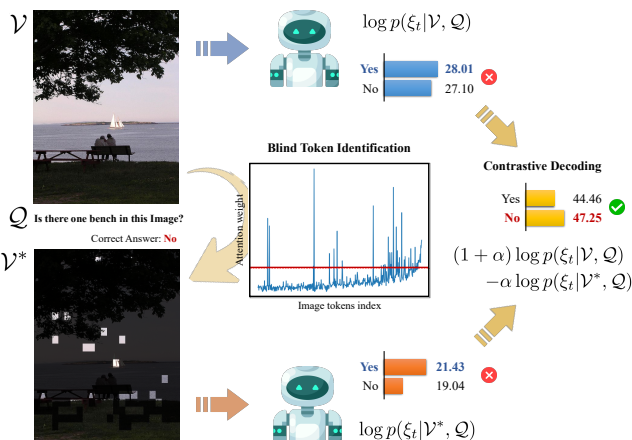 𝒱
log p(ξ_t|𝒱, 𝒬)
Yes 28.01
No 27.10
Blind Token Identification
Attention weight
Image tokens index
Contrastive Decoding
Yes 44.46
No 47.25
(1 + α) log p(ξ_t|𝒱, 𝒬)
−α log p(ξ_t|𝒱*, 𝒬)
𝒬 Is there one bench in this Image?
Correct Answer: No
𝒱*
Yes 21.43
No 19.04
log p(ξ_t|𝒱*, 𝒬)